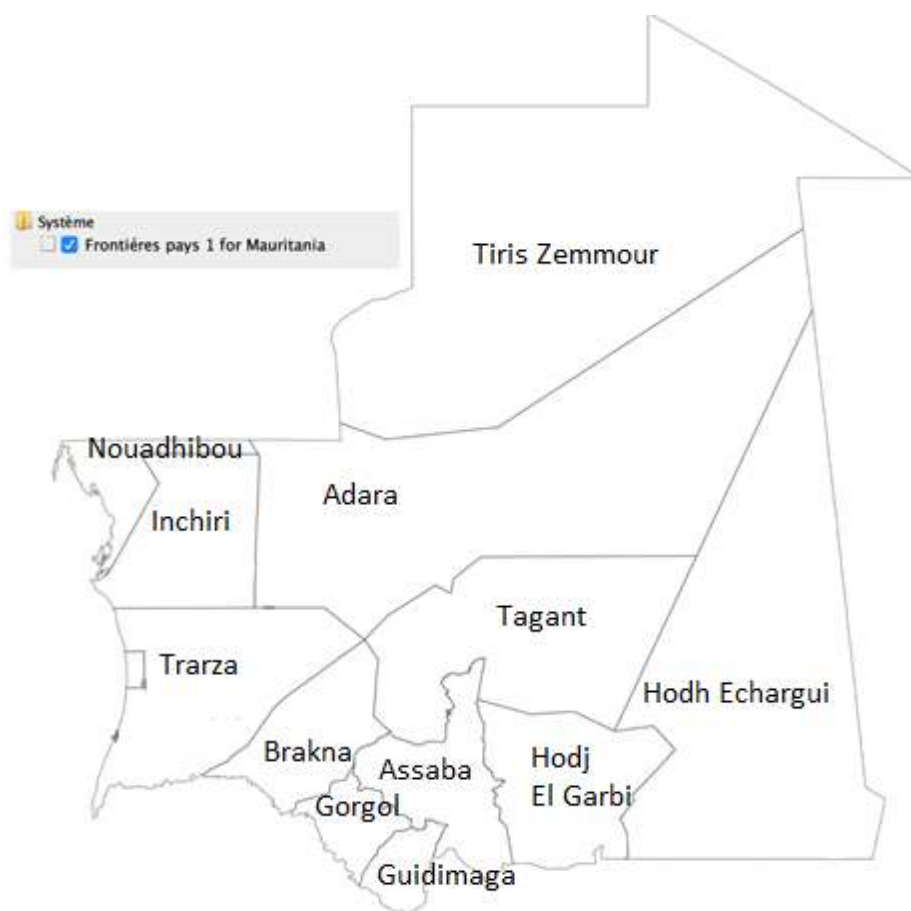 Système
Frontiéres pays 1 for Mauritania
Tiris Zemmour
Nouadhibou
Adara
Inchiri
Tagant
Trarza
Hodh Echargui
Brakna
Assaba
Hodj
El Garbi
Gorgol
Guidimaga